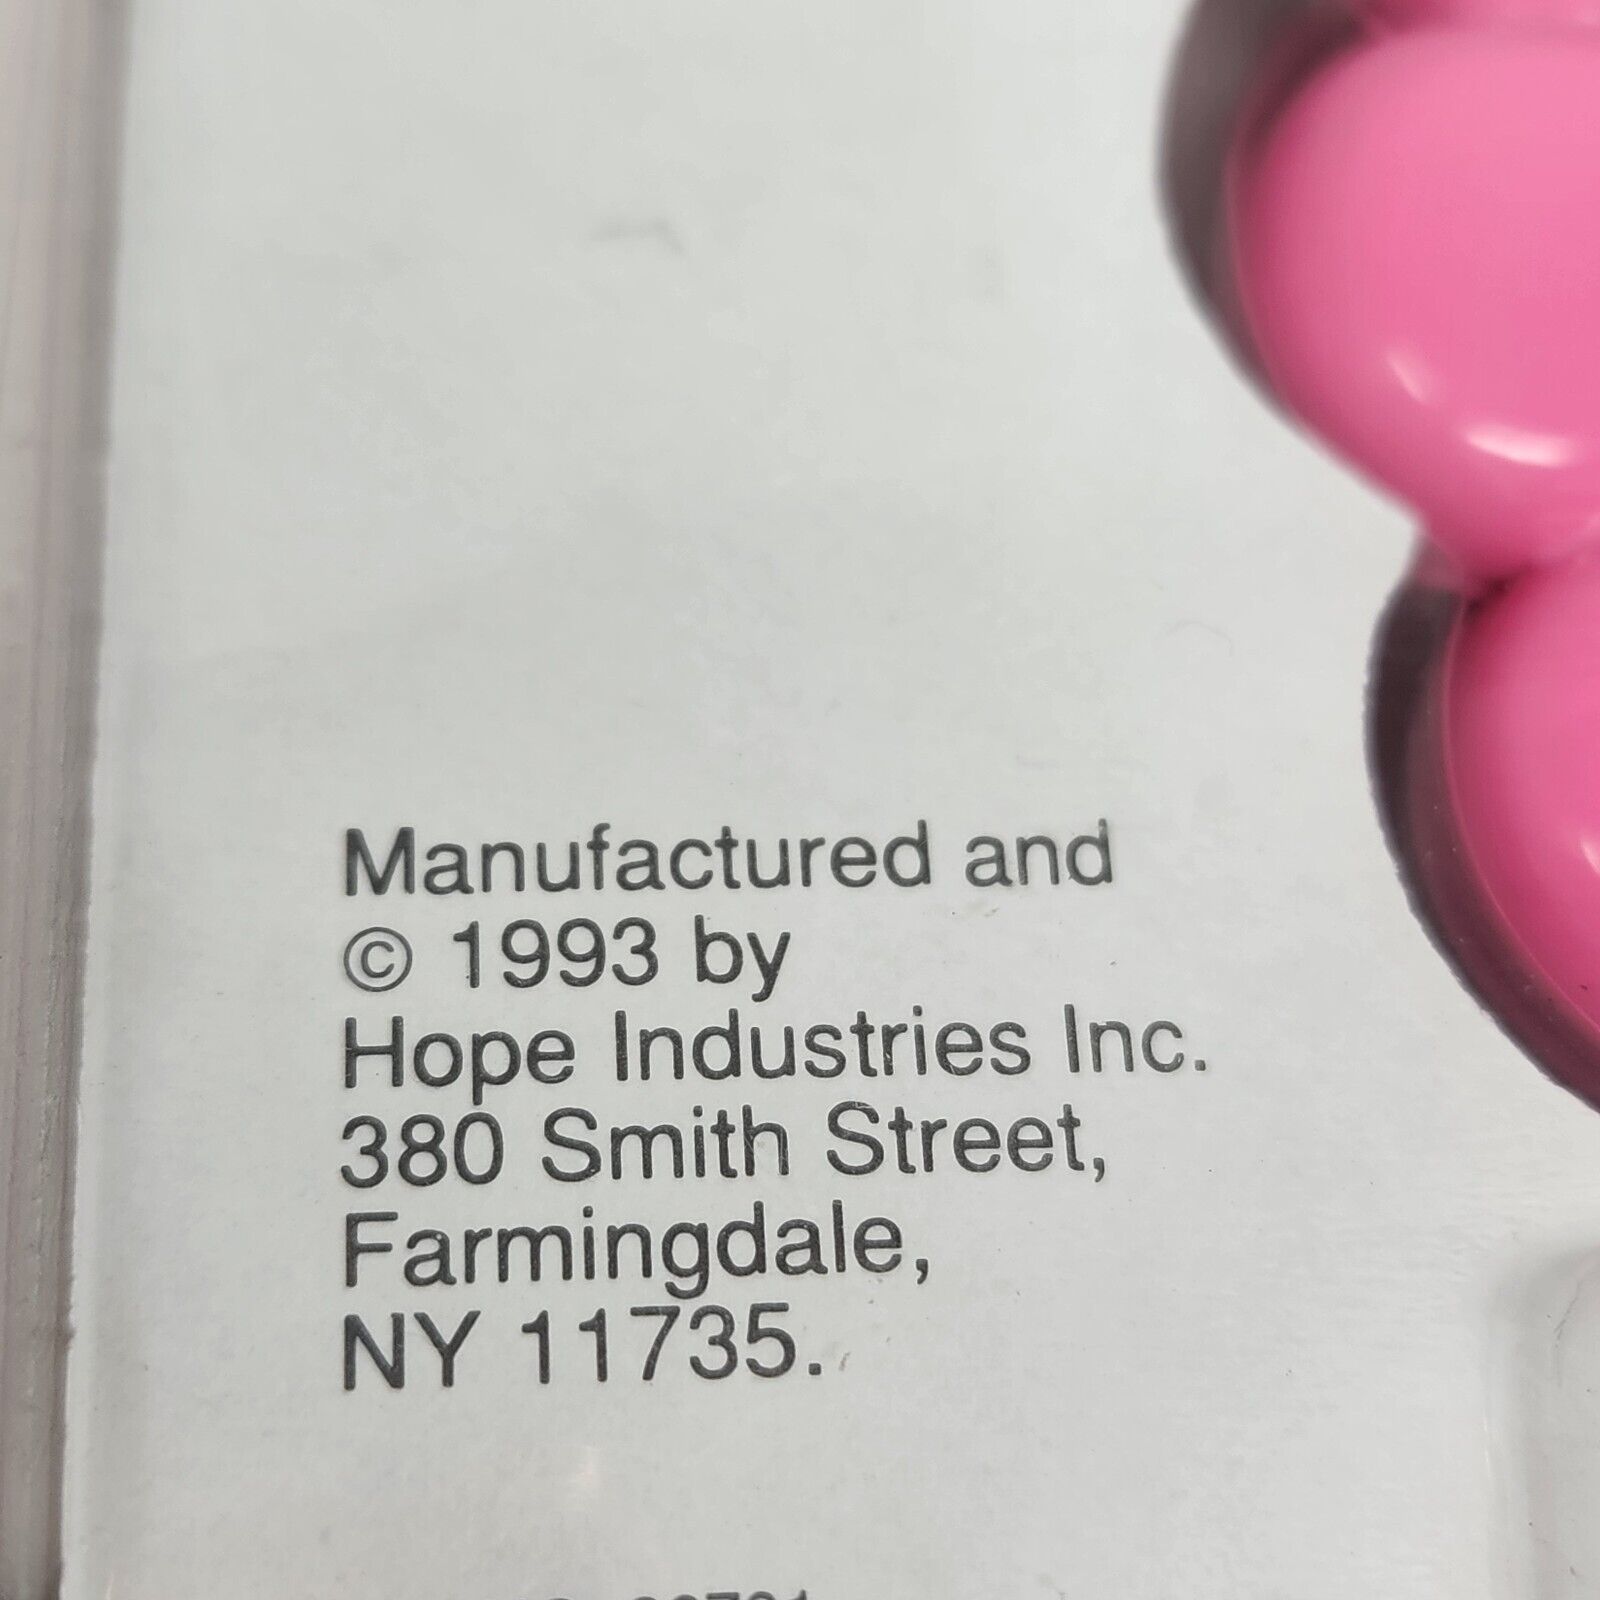 Manufactured and
© 1993 by
Hope Industries Inc.
380 Smith Street,
Farmingdale,
NY 11735.